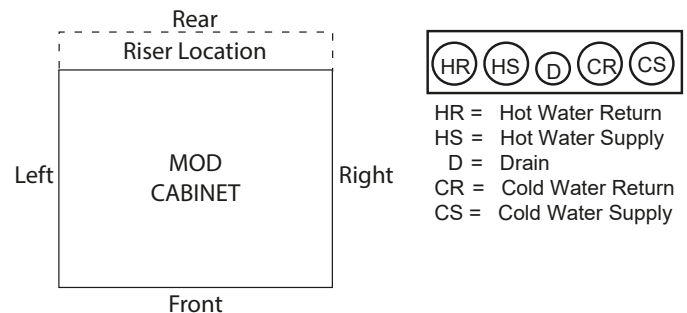 Rear
Riser Location
Left
MOD
CABINET
Right
Front
HR HS D CR CS
HR = Hot Water Return
HS = Hot Water Supply
D = Drain
CR = Cold Water Return
CS = Cold Water Supply